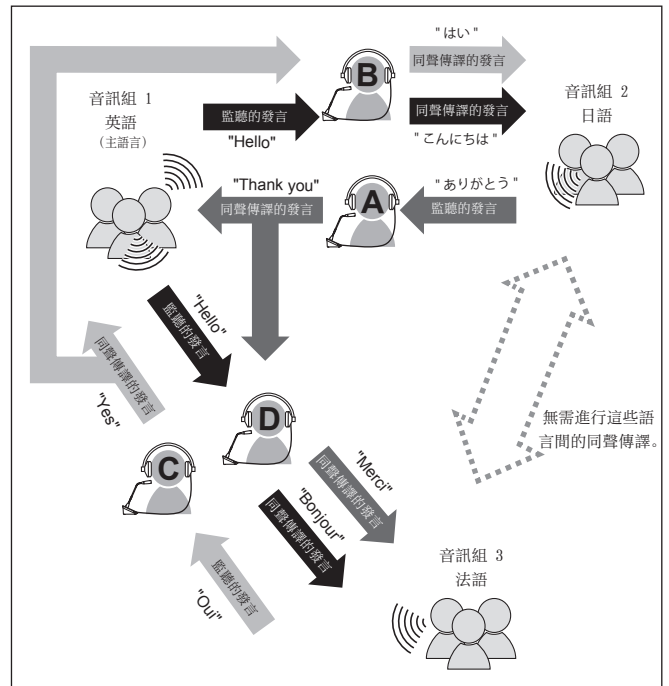 "はい"
同聲傳譯的發言
B
音訊組 1
英語
(主語言)
監聽的發言
"Hello"
同聲傳譯的發言
"こんにちは"
音訊組 2
日語
"Thank you"
同聲傳譯的發言
A
"ありがとう"
監聽的發言
"Hello"
監聽的發言
同聲傳譯的發言
"Yes"
D
C
無需進行這些語
言間的同聲傳譯。
"Merci"
同聲傳譯的發言
"Bonjour"
同聲傳譯的發言
監聽的發言
"Oui"
音訊組 3
法語